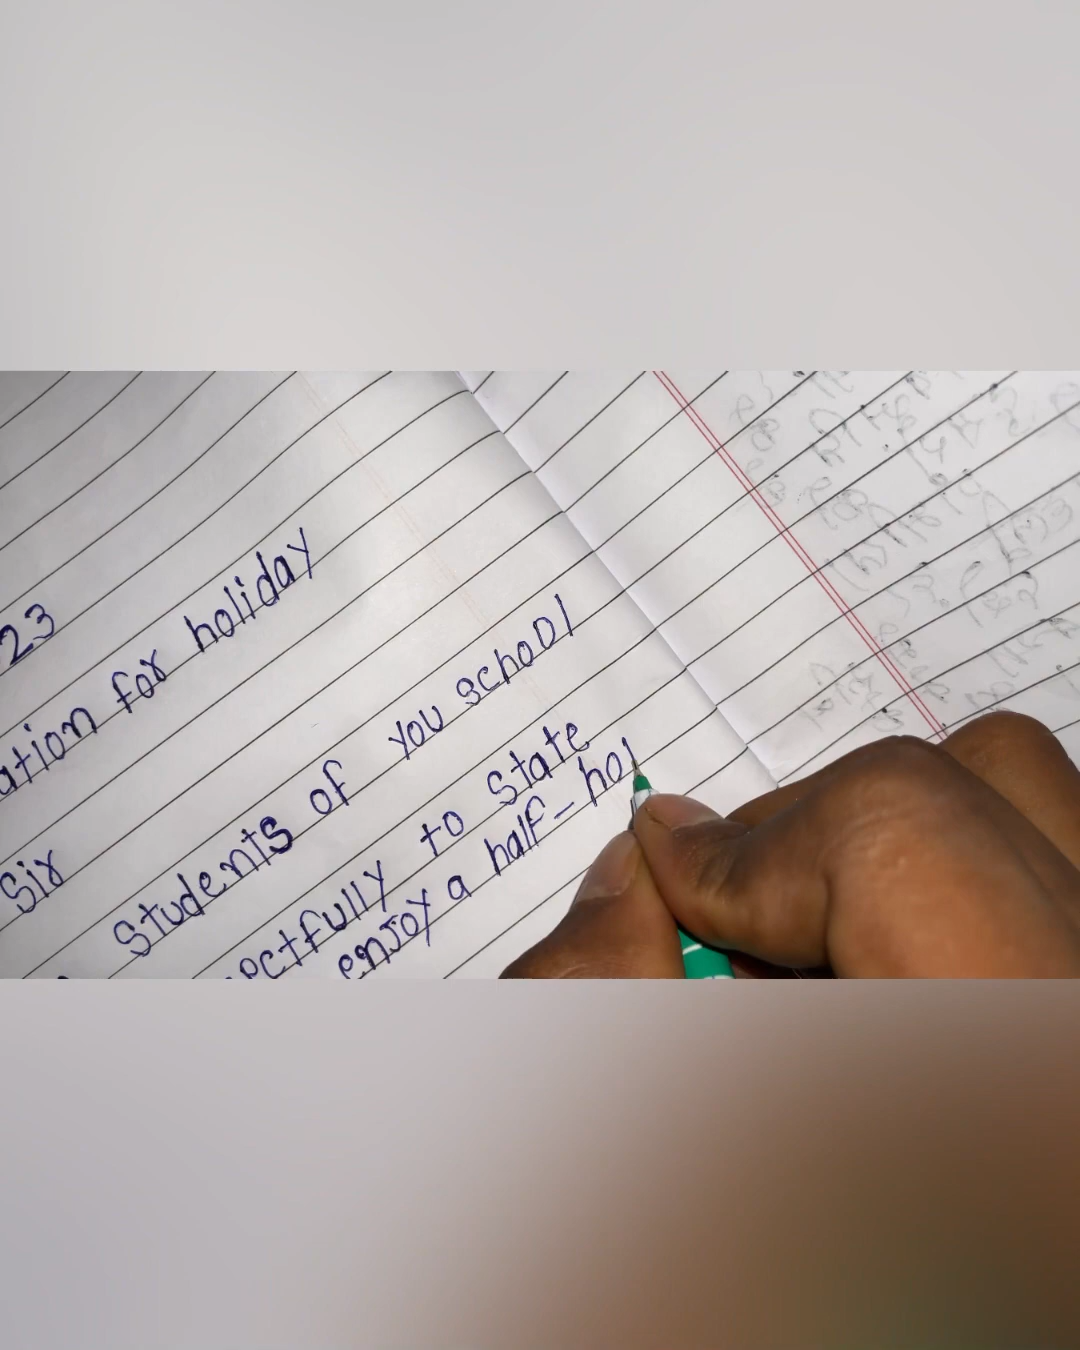 23
ation for holiday
Sir
students of you school
ectfully to state
enjoy a half-hol